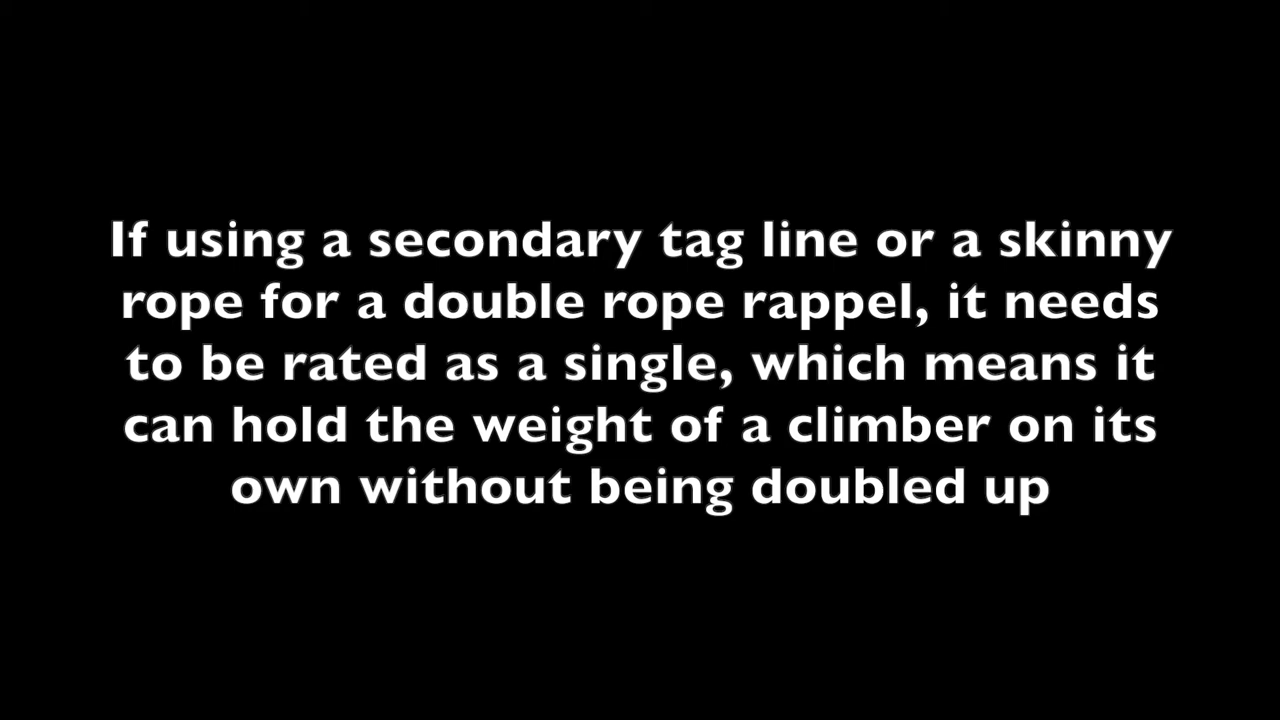 If using a secondary tag line or a skinny
rope for a double rope rappel, it needs
to be rated as a single, which means it
can hold the weight of a climber on its
own without being doubled up